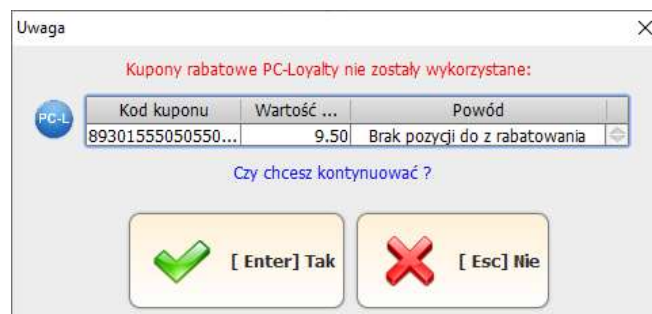 Uwaga
Kupony rabatowe PC-Loyalty nie zostały wykorzystane:
PC-L
Kod kuponu Wartość ... Powód
89301555050550... 9.50 Brak pozycji do z rabatowania
Czy chcesz kontynuować ?
[ Enter] Tak [ Esc] Nie